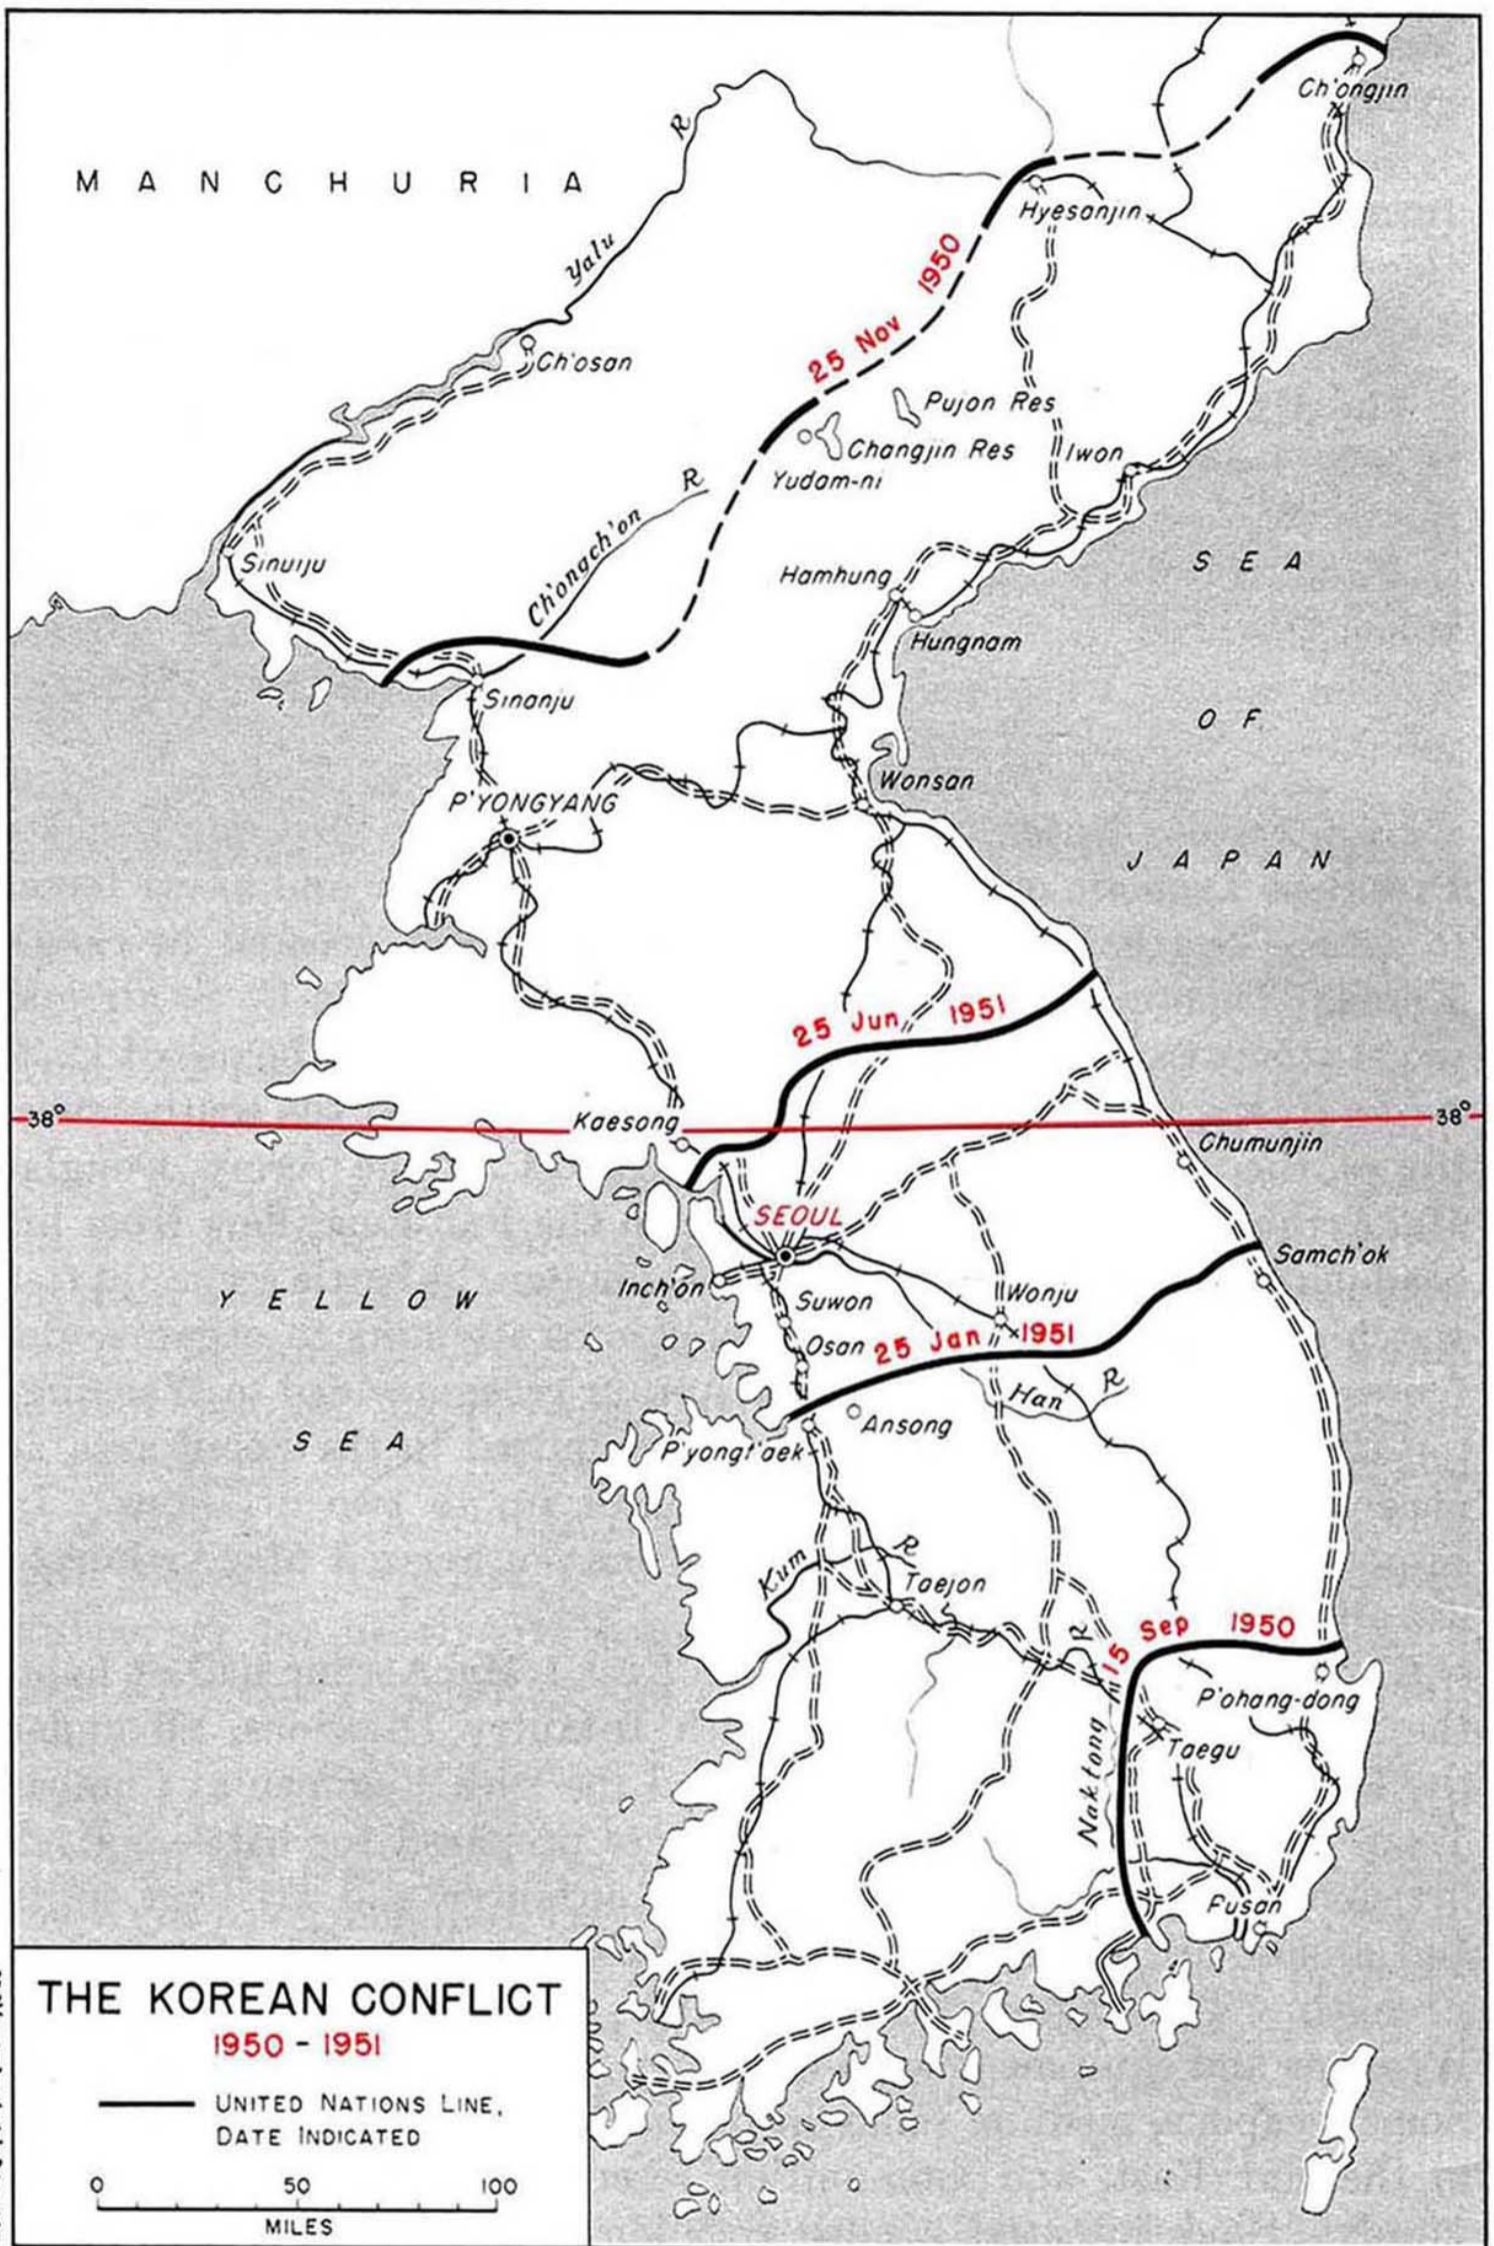 Ch'ongjin
MANCHURIA
Yalu R
Hyesanjin
25 Nov 1950
Ch'osan
Pujon Res
Changjin Res
Yudam-ni
Iwon
Ch'ongch'on R
Sinuiju
Hamhung
Hungnam
SEA
OF
JAPAN
Sinanju
Wonsan
P'YONGYANG
25 Jun 1951
38°
38°
Kaesong
Chumunjin
SEOUL
Samch'ok
Inch'on
Suwon
Wonju
YELLOW
SEA
Osan
25 Jan 1951
Han R
Ansong
P'yongt'aek
Kum R
Taejon
15 Sep 1950
P'ohang-dong
Naktong R
Taegu
Pusan
THE KOREAN CONFLICT
1950 - 1951
UNITED NATIONS LINE,
DATE INDICATED
0 50 100
MILES